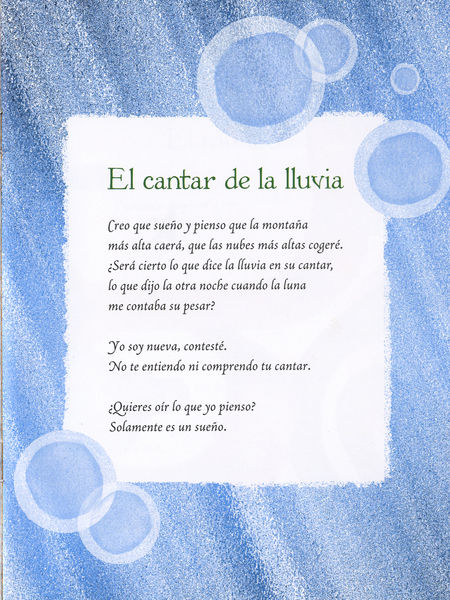 El cantar de la lluvia
Creo que sueño y pienso que la montaña
más alta caerá, que las nubes más altas cogeré.
¿Será cierto lo que dice la lluvia en su cantar,
lo que dijo la otra noche cuando la luna
me contaba su pesar?
Yo soy nueva, contesté.
No te entiendo ni comprendo tu cantar.
¿Quieres oír lo que yo pienso?
Solamente es un sueño.